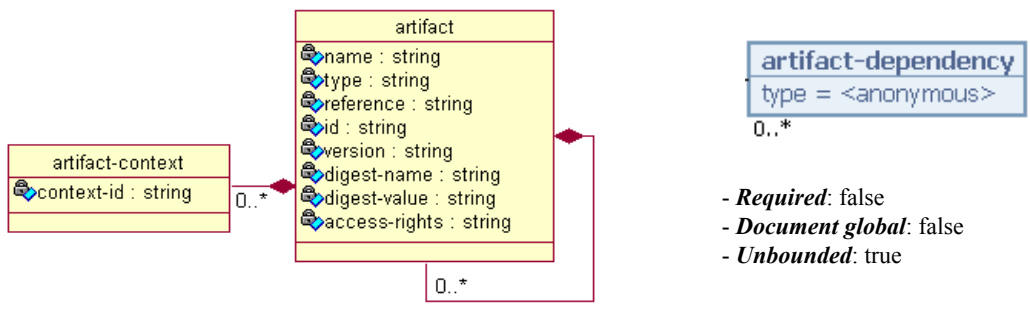 artifact
name : string
type : string
reference : string
id : string
version : string
digest-name : string
digest-value : string
access-rights : string
0..*
artifact-context
context-id : string
0..*
artifact-dependency
type = <anonymous>
0..*
- Required: false
- Document global: false
- Unbounded: true